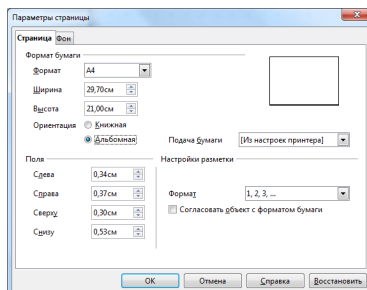 Параметры страницы
Страница Фон
Формат бумаги
Формат A4
Ширина 29,70см
Высота 21,00см
Ориентация Книжная
Альбомная
Подача бумаги [Из настроек принтера]
Поля
Слева 0,34см
Справа 0,37см
Сверху 0,30см
Снизу 0,53см
Настройки разметки
Формат 1, 2, 3, ...
Согласовать объект с форматом бумаги
ОК Отмена Справка Восстановить